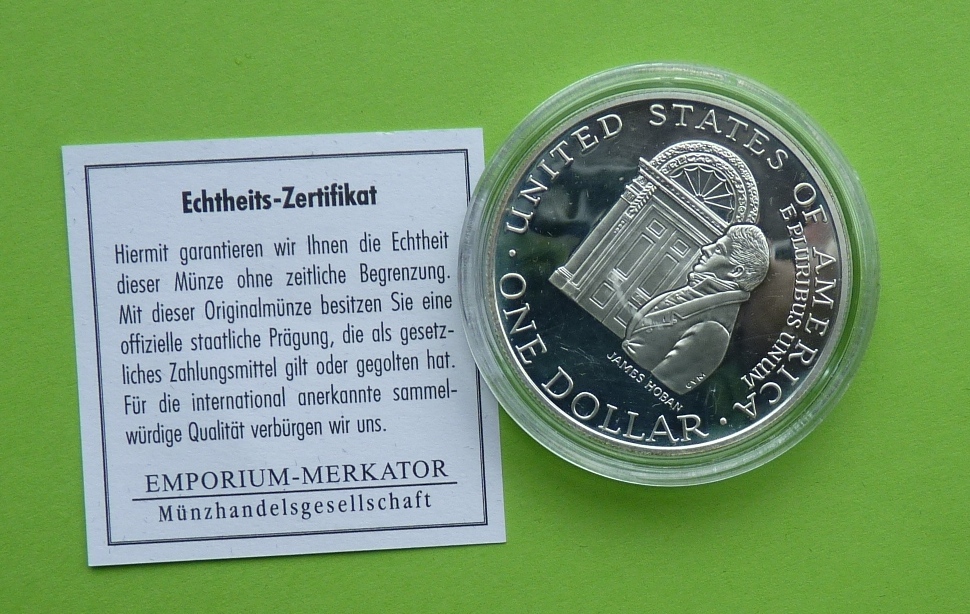 Echtheits-Zertifikat
Hiermit garantieren wir Ihnen die Echtheit
dieser Münze ohne zeitliche Begrenzung.
Mit dieser Originalmünze besitzen Sie eine
offizielle staatliche Prägung, die als gesetz-
liches Zahlungsmittel gilt oder gegolten hat.
Für die international anerkannte sammel-
würdige Qualität verbürgen wir uns.
EMPORIUM-MERKATOR
Münzhandelsgesellschaft
UNITED STATES OF AMERICA
E PLURIBUS UNUM
JAMES HOBAN
· ONE DOLLAR ·